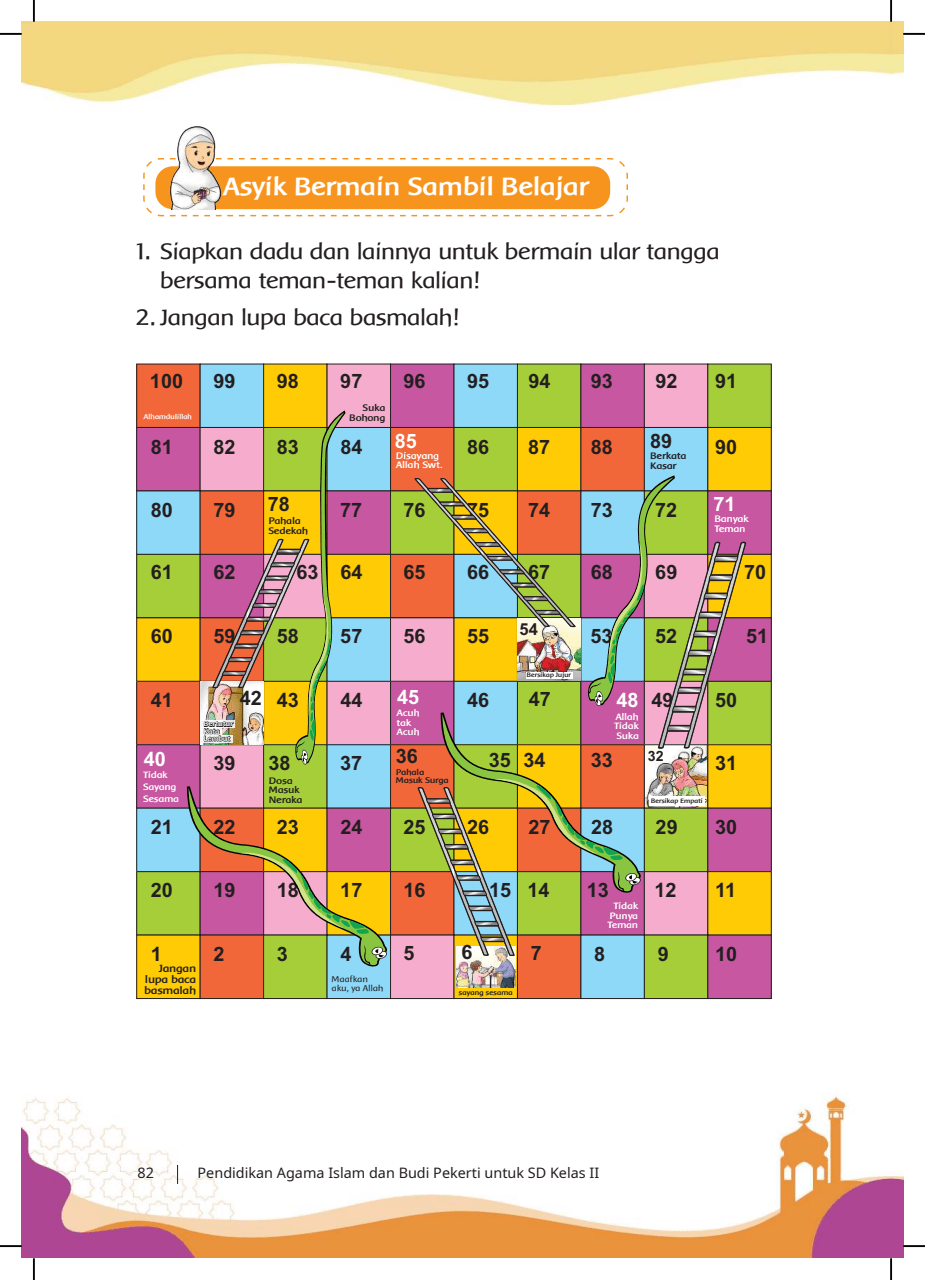 Asyik Bermain Sambil Belajar
1. Siapkan dadu dan lainnya untuk bermain ular tangga
bersama teman-teman kalian!
2. Jangan lupa baca basmalah!
100 99 98 97 96 95 94 93 92 91
Alhamdulillah
Suka
Bohong
81 82 83 84 85 86 87 88 89 90
Disayang
Allah Swt.
Berkata
Kasar
80 79 78 77 76 75 74 73 72 71
Pahala
Sedekah
Banyak
Teman
61 62 63 64 65 66 67 68 69 70
60 59 58 57 56 55 54 53 52 51
Bersikap Jujur
41 42 43 44 45 46 47 48 49 50
Bertutur
Kata
Lembut
Acuh
tak
Acuh
Allah
Tidak
Suka
40 39 38 37 36 35 34 33 32 31
Tidak
Sayang
Sesama
Dosa
Masuk
Neraka
Pahala
Masuk Surga
Bersikap Empati
21 22 23 24 25 26 27 28 29 30
20 19 18 17 16 15 14 13 12 11
Tidak
Punya
Teman
1 2 3 4 5 6 7 8 9 10
Jangan
lupa baca
basmalah
Maafkan
aku, ya Allah
sayang sesama
82 Pendidikan Agama Islam dan Budi Pekerti untuk SD Kelas II